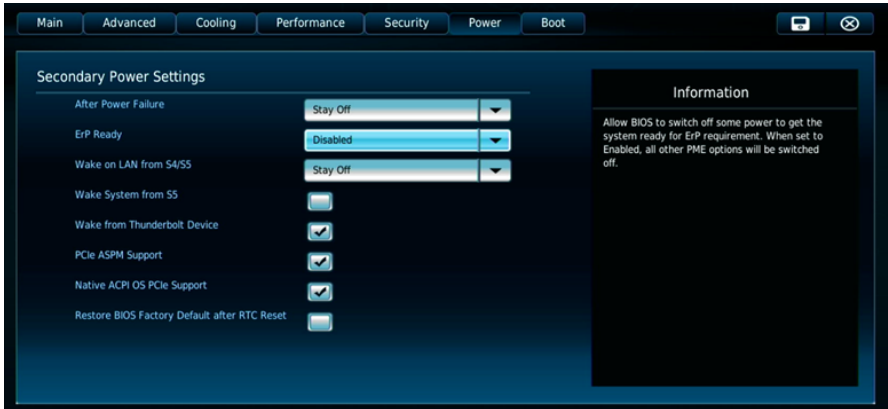 Main Advanced Cooling Performance Security Power Boot
Secondary Power Settings
After Power Failure Stay Off
ErP Ready Disabled
Wake on LAN from S4/S5 Stay Off
Wake System from S5
Wake from Thunderbolt Device
PCIe ASPM Support
Native ACPI OS PCIe Support
Restore BIOS Factory Default after RTC Reset
Information
Allow BIOS to switch off some power to get the
system ready for ErP requirement. When set to
Enabled, all other PME options will be switched
off.